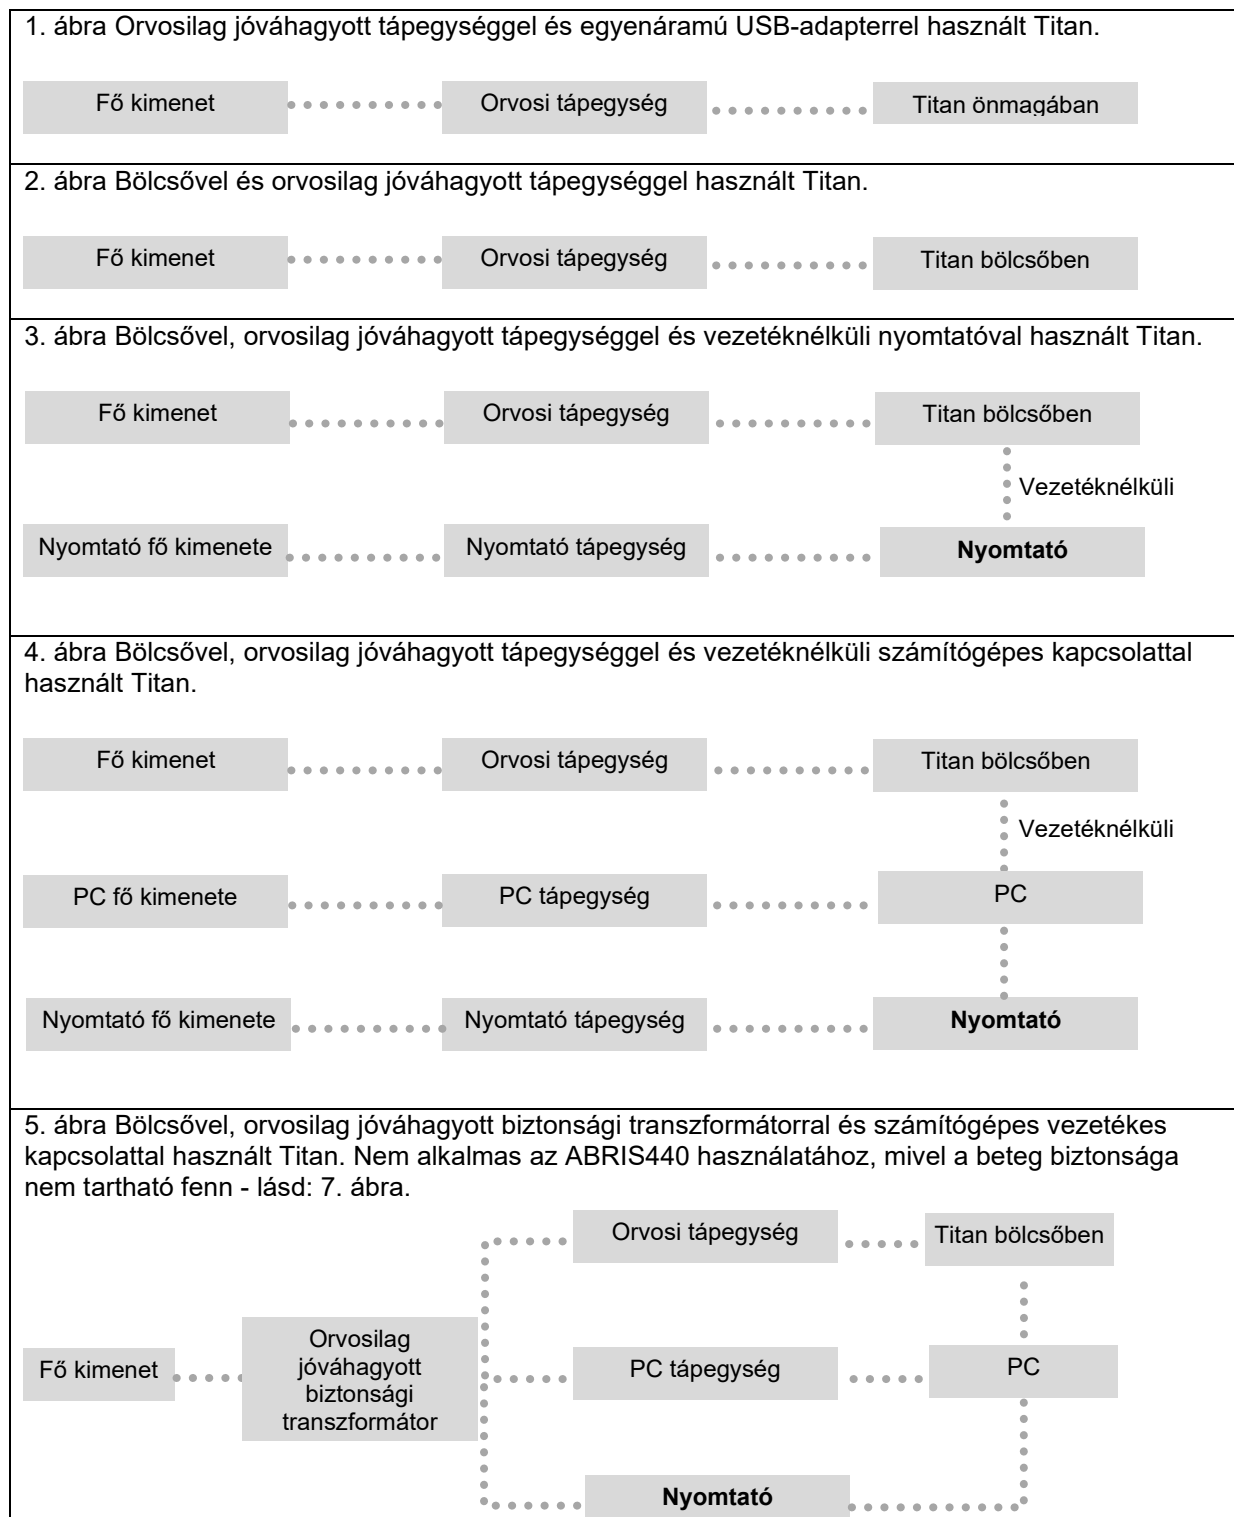 1. ábra Orvosilag jóváhagyott tápegységgel és egyenáramú USB-adapterrel használt Titan.
Fő kimenet
Orvosi tápegység
Titan önmagában
2. ábra Bölcsővel és orvosilag jóváhagyott tápegységgel használt Titan.
Fő kimenet
Orvosi tápegység
Titan bölcsőben
3. ábra Bölcsővel, orvosilag jóváhagyott tápegységgel és vezetéknélküli nyomtatóval használt Titan.
Fő kimenet
Orvosi tápegység
Titan bölcsőben
Vezetéknélküli
Nyomtató fő kimenete
Nyomtató tápegység
Nyomtató
4. ábra Bölcsővel, orvosilag jóváhagyott tápegységgel és vezetéknélküli számítógépes kapcsolattal
használt Titan.
Fő kimenet
Orvosi tápegység
Titan bölcsőben
Vezetéknélküli
PC fő kimenete
PC tápegység
PC
Nyomtató fő kimenete
Nyomtató tápegység
Nyomtató
5. ábra Bölcsővel, orvosilag jóváhagyott biztonsági transzformátorral és számítógépes vezetékes
kapcsolattal használt Titan. Nem alkalmas az ABRIS440 használatához, mivel a beteg biztonsága
nem tartható fenn - lásd: 7. ábra.
Orvosi tápegység
Titan bölcsőben
Fő kimenet
Orvosilag
jóváhagyott
biztonsági
transzformátor
PC tápegység
PC
Nyomtató